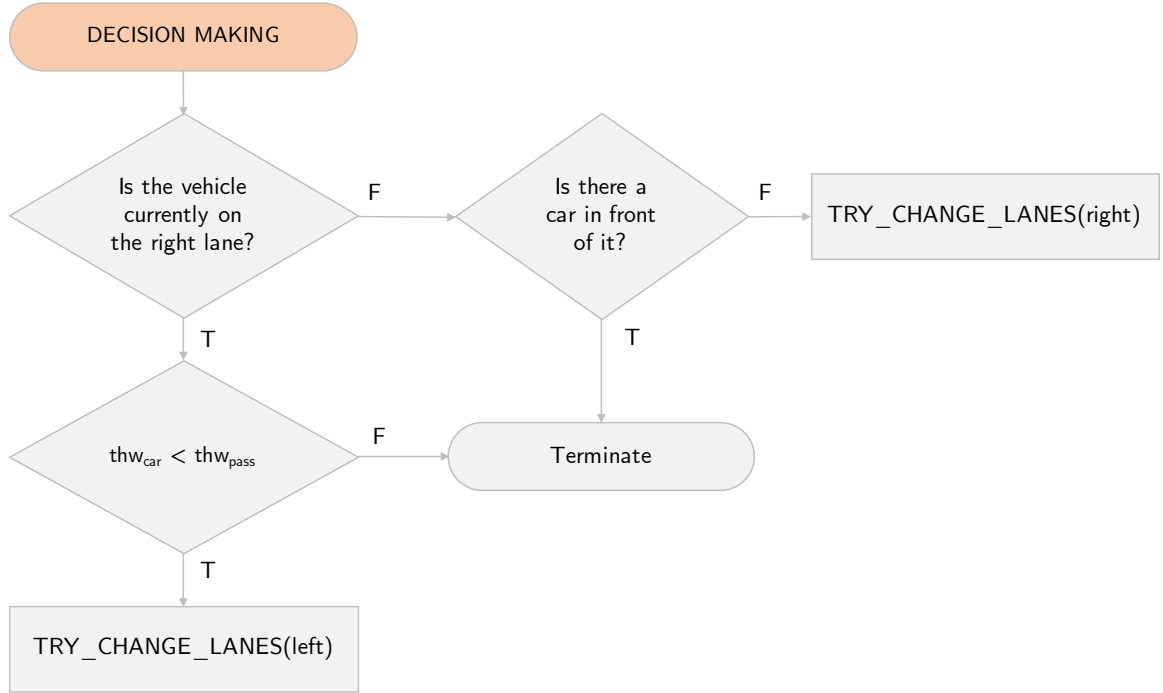 DECISION MAKING
Is the vehicle
currently on
the right lane?
F
Is there a
car in front
of it?
F
TRY_CHANGE_LANES(right)
T
T
thw_car < thw_pass
F
Terminate
T
TRY_CHANGE_LANES(left)